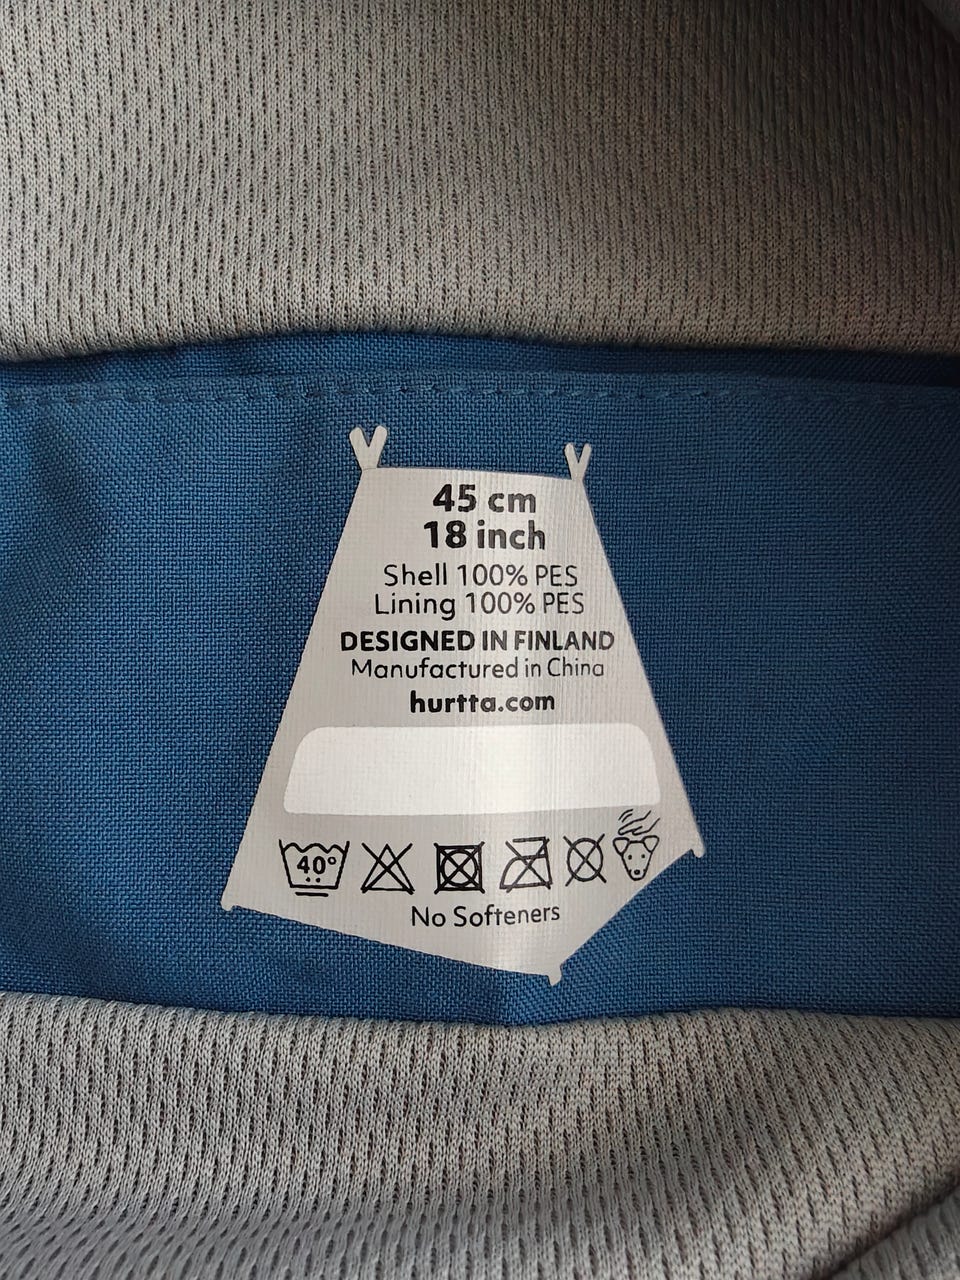 45 cm
18 inch
Shell 100% PES
Lining 100% PES
DESIGNED IN FINLAND
Manufactured in China
hurtta.com
40°
No Softeners